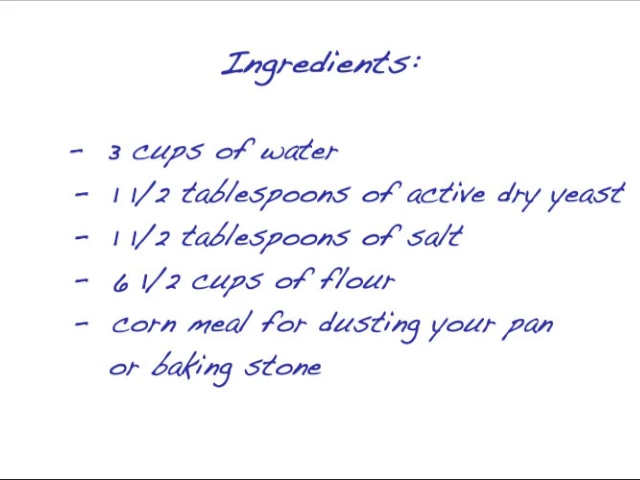 Ingredients:
- 3 cups of water
- 1 1/2 tablespoons of active dry yeast
- 1 1/2 tablespoons of salt
- 6 1/2 cups of flour
- corn meal for dusting your pan
or baking stone